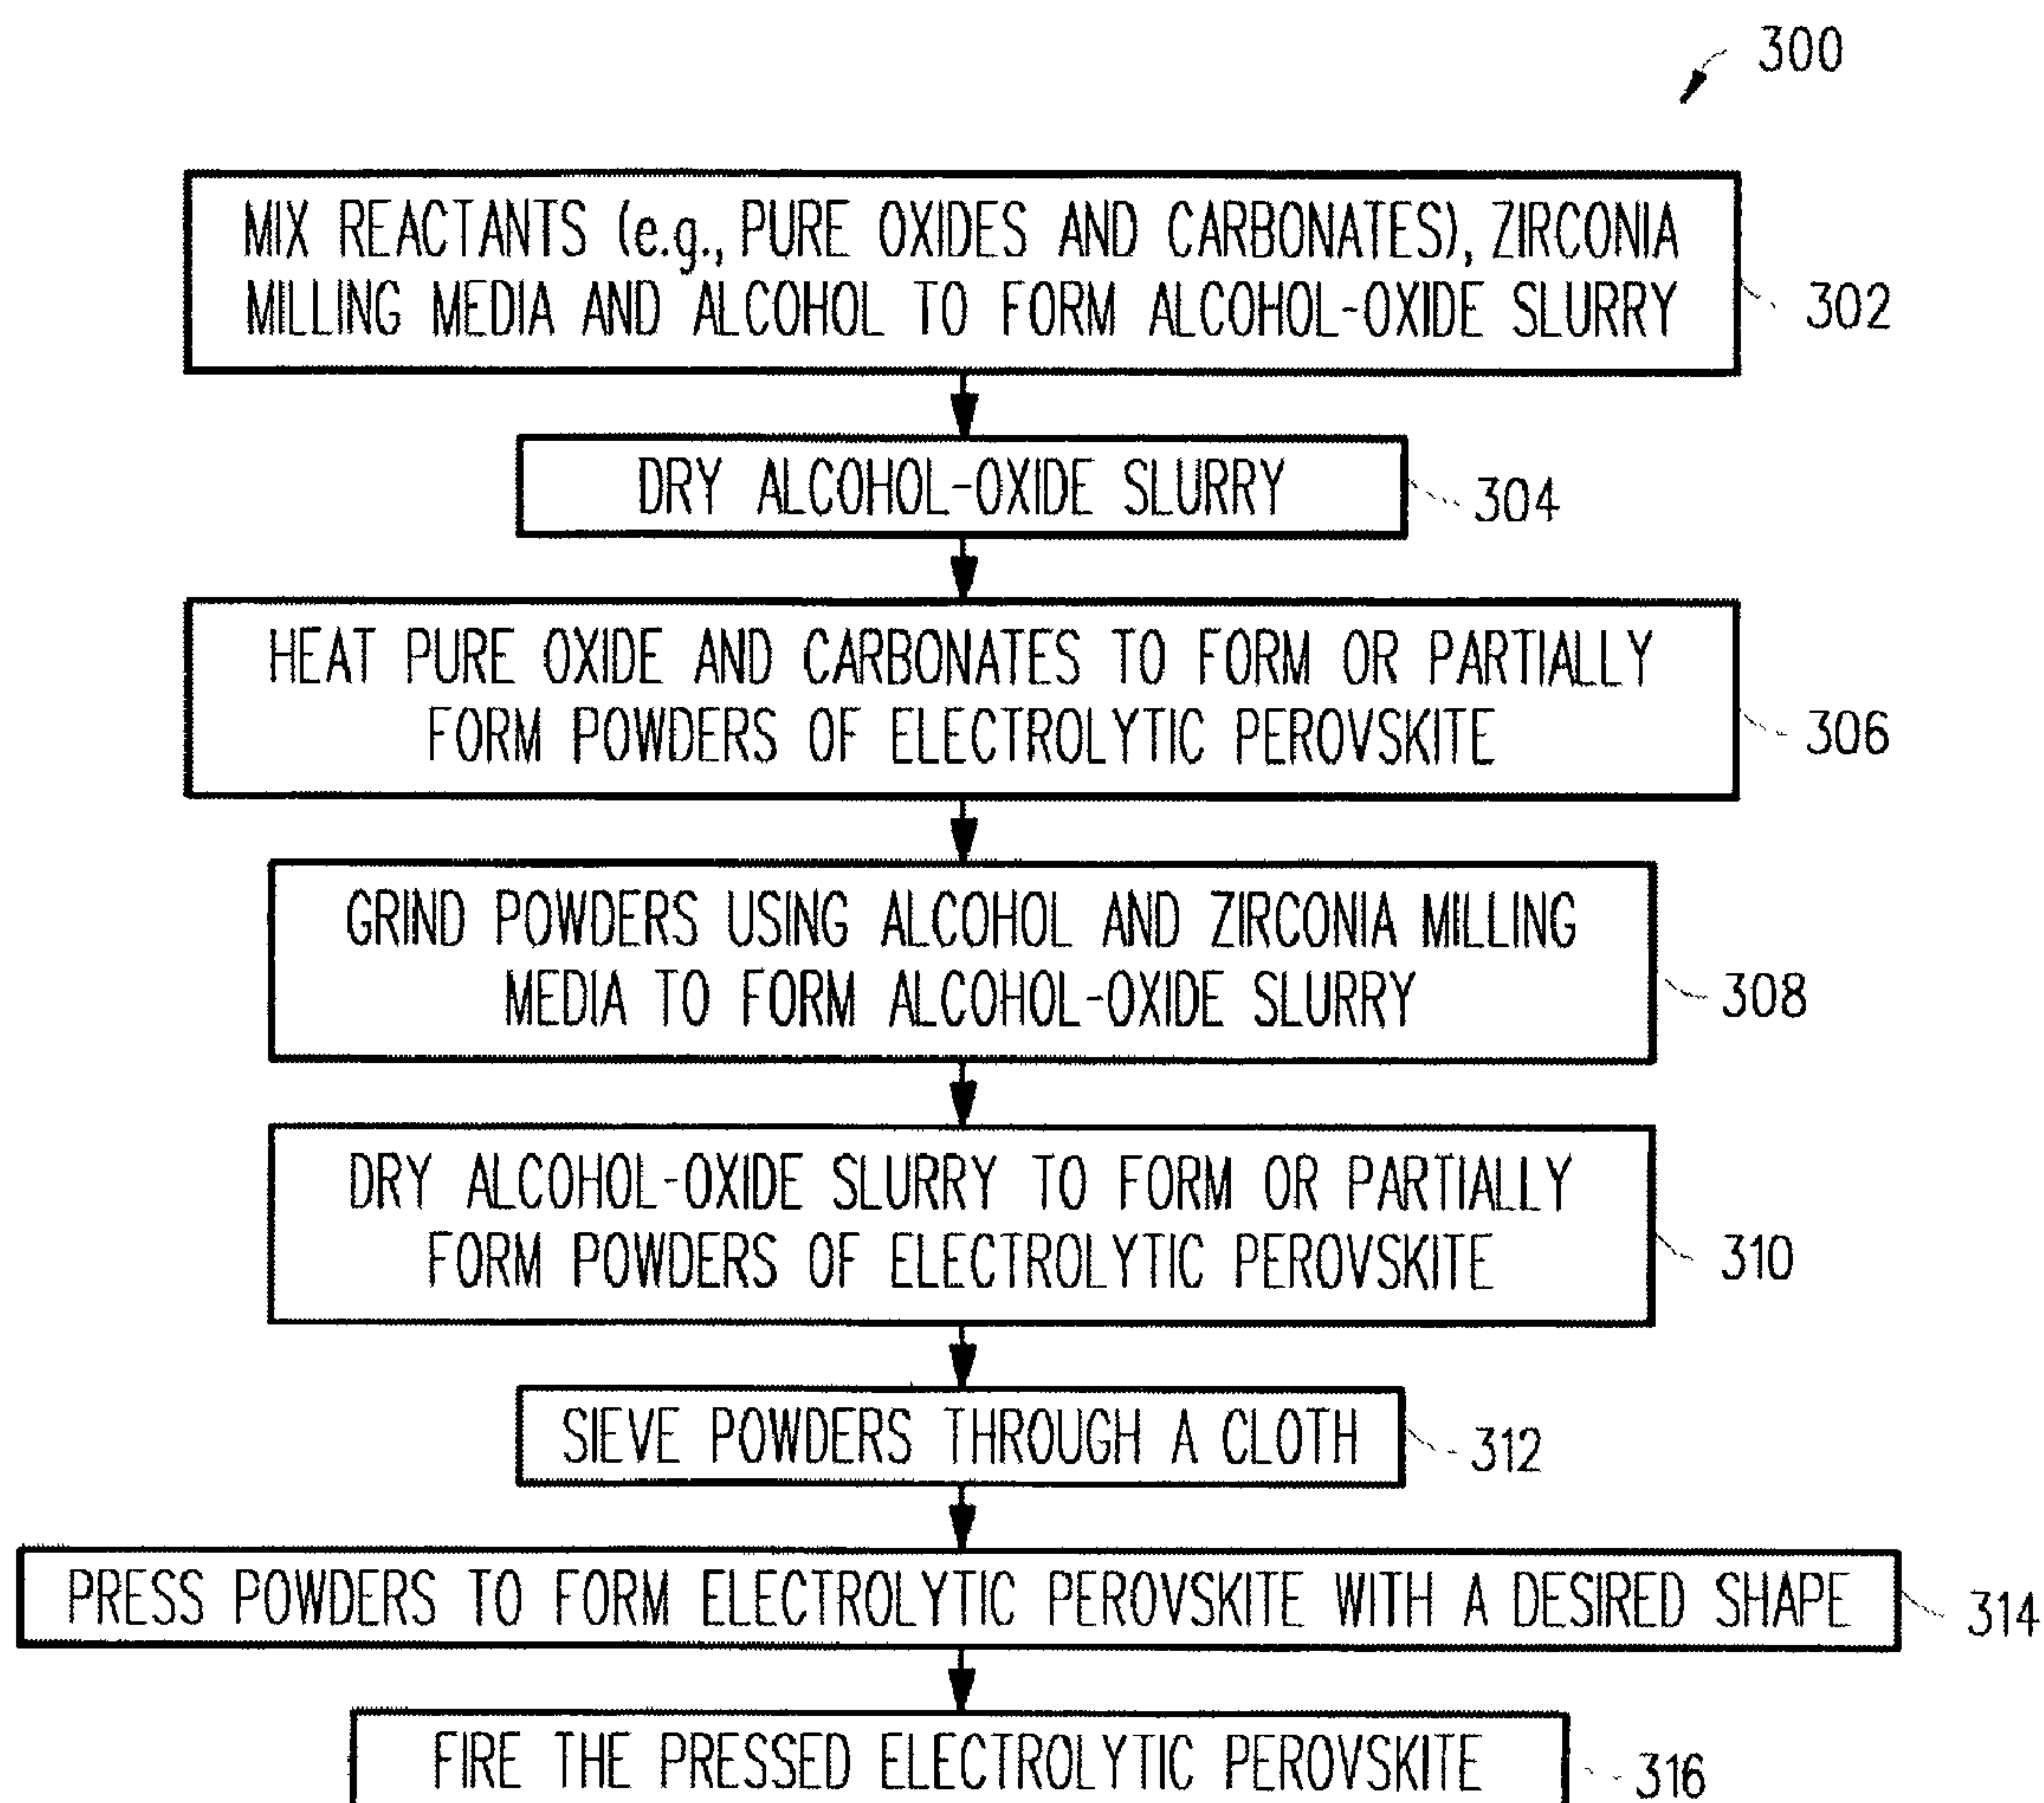 300
MIX REACTANTS (e.g., PURE OXIDES AND CARBONATES), ZIRCONIA
MILLING MEDIA AND ALCOHOL TO FORM ALCOHOL-OXIDE SLURRY
302
DRY ALCOHOL-OXIDE SLURRY
304
HEAT PURE OXIDE AND CARBONATES TO FORM OR PARTIALLY
FORM POWDERS OF ELECTROLYTIC PEROVSKITE
306
GRIND POWDERS USING ALCOHOL AND ZIRCONIA MILLING
MEDIA TO FORM ALCOHOL-OXIDE SLURRY
308
DRY ALCOHOL-OXIDE SLURRY TO FORM OR PARTIALLY
FORM POWDERS OF ELECTROLYTIC PEROVSKITE
310
SIEVE POWDERS THROUGH A CLOTH
312
PRESS POWDERS TO FORM ELECTROLYTIC PEROVSKITE WITH A DESIRED SHAPE
314
FIRE THE PRESSED ELECTROLYTIC PEROVSKITE
316